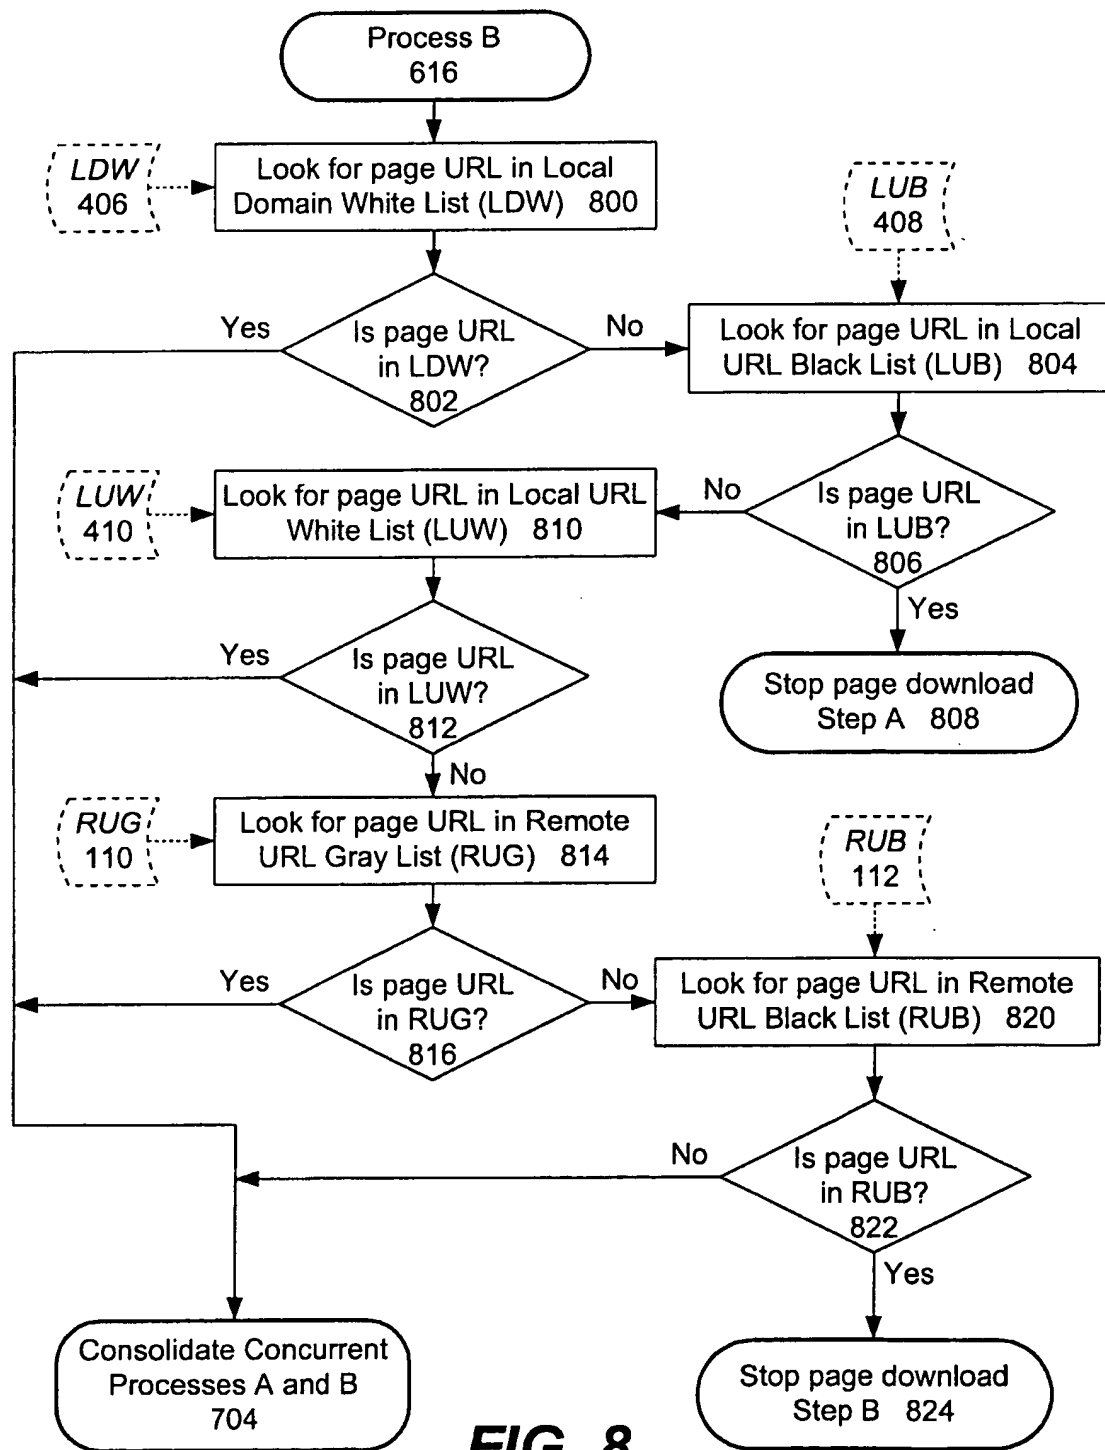 Process B
616
LDW
406
Look for page URL in Local
Domain White List (LDW) 800
LUB
408
Yes
Is page URL
in LDW?
802
No
Look for page URL in Local
URL Black List (LUB) 804
LUW
410
Look for page URL in Local URL
White List (LUW) 810
No
Is page URL
in LUB?
806
Yes
Yes
Is page URL
in LUW?
812
Stop page download
Step A 808
No
RUG
110
Look for page URL in Remote
URL Gray List (RUG) 814
RUB
112
Yes
Is page URL
in RUG?
816
No
Look for page URL in Remote
URL Black List (RUB) 820
No
Is page URL
in RUB?
822
Yes
Consolidate Concurrent
Processes A and B
704
Stop page download
Step B 824
FIG. 8